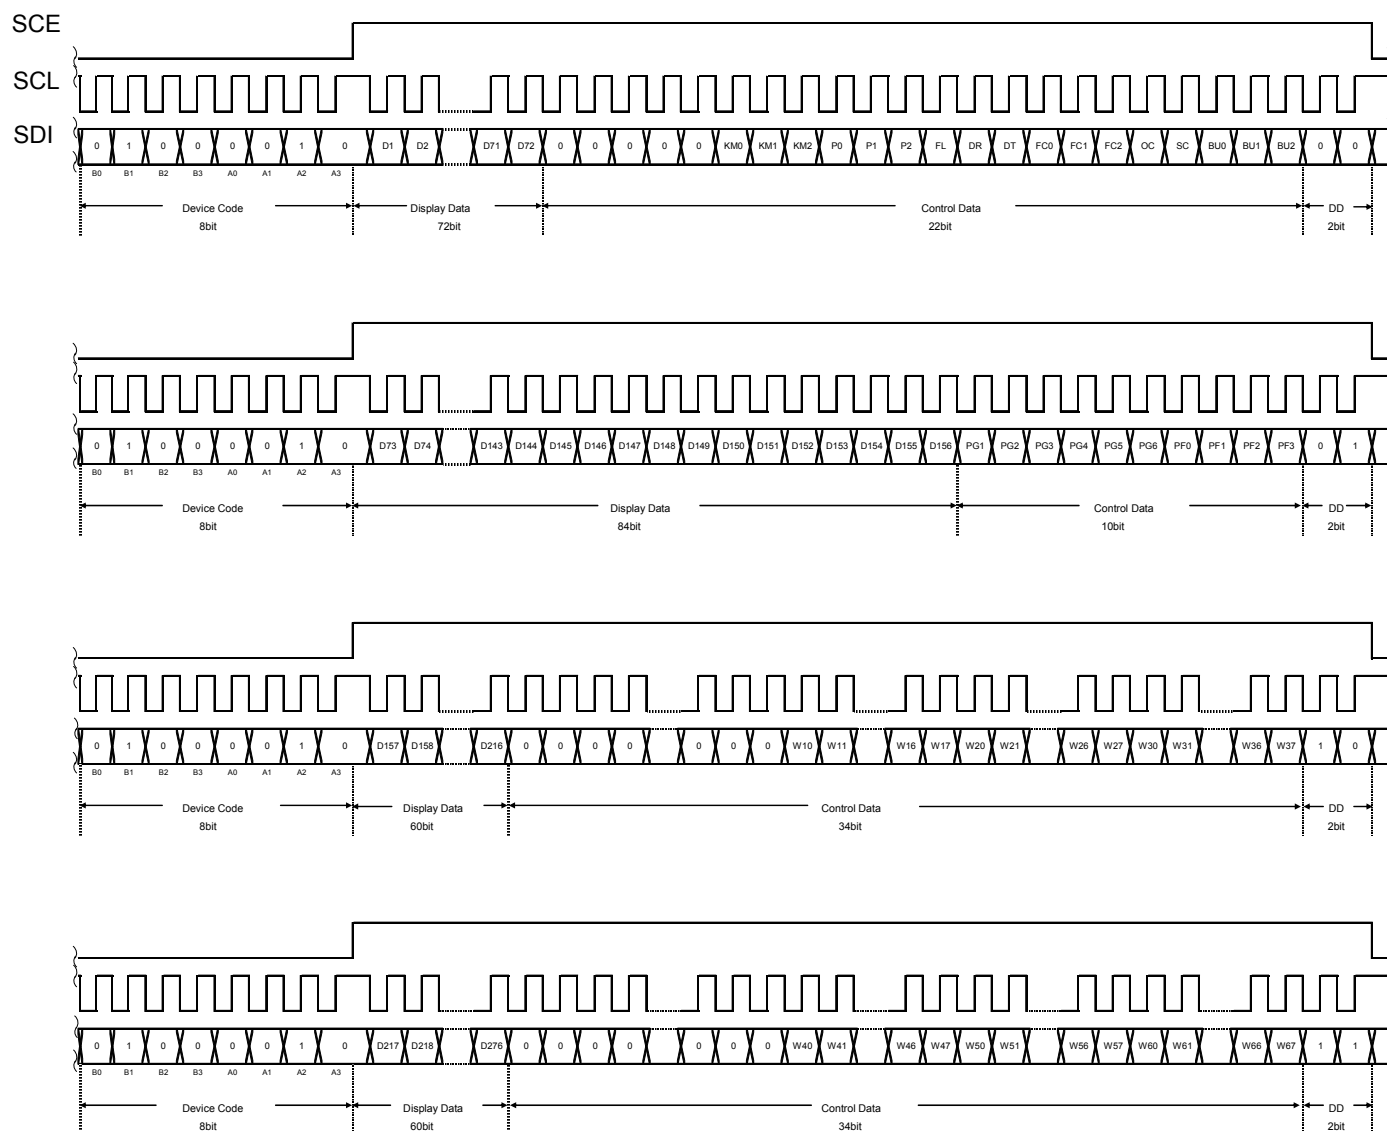 SCE
SCL
SDI
0 1 0 0 0 0 1 0 D1 D2 D71 D72 0 0 0 0 0 KM0 KM1 KM2 P0 P1 P2 FL DR DT FC0 FC1 FC2 OC SC BU0 BU1 BU2 0 0
B0 B1 B2 B3 A0 A1 A2 A3
Device Code Display Data Control Data DD
8bit 72bit 22bit 2bit
0 1 0 0 0 0 1 0 D73 D74 D143 D144 D145 D146 D147 D148 D149 D150 D151 D152 D153 D154 D155 D156 PG1 PG2 PG3 PG4 PG5 PG6 PF0 PF1 PF2 PF3 0 1
B0 B1 B2 B3 A0 A1 A2 A3
Device Code Display Data Control Data DD
8bit 84bit 10bit 2bit
0 1 0 0 0 0 1 0 D157 D158 D216 0 0 0 0 0 0 0 W10 W11 W16 W17 W20 W21 W26 W27 W30 W31 W36 W37 1 0
B0 B1 B2 B3 A0 A1 A2 A3
Device Code Display Data Control Data DD
8bit 60bit 34bit 2bit
0 1 0 0 0 0 1 0 D217 D218 D276 0 0 0 0 0 0 0 W40 W41 W46 W47 W50 W51 W56 W57 W60 W61 W66 W67 1 1
B0 B1 B2 B3 A0 A1 A2 A3
Device Code Display Data Control Data DD
8bit 60bit 34bit 2bit